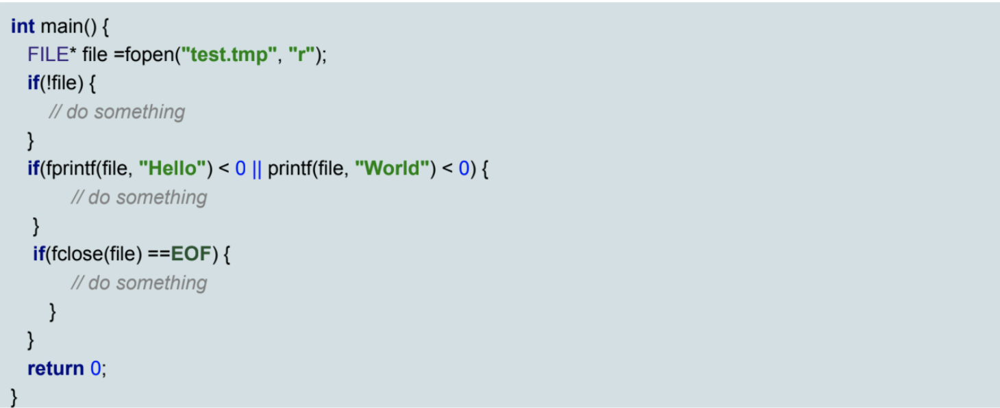 int main() {
FILE* file =fopen("test.tmp", "r");
if(!file) {
// do something
}
if(fprintf(file, "Hello") < 0 || printf(file, "World") < 0) {
// do something
}
if(fclose(file) ==EOF) {
// do something
}
}
return 0;
}